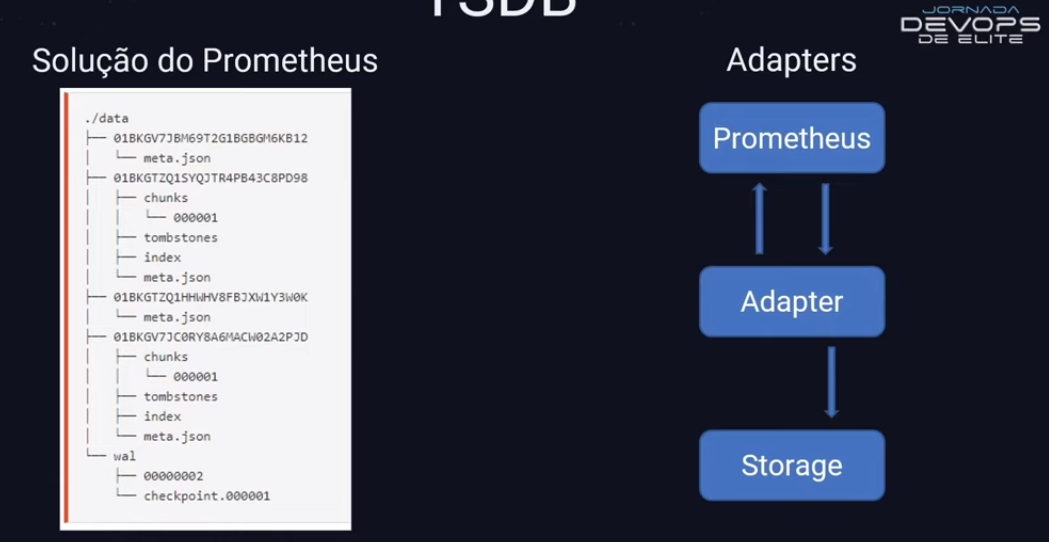 TSDB
JORNADA
DEVOPS
DE ELITE
Solução do Prometheus
./data
├── 01BKGV7JBM69T2G1BGBGM6KB12
│   └── meta.json
├── 01BKGTZQ1SYQJTR4PB43C8PD98
│   ├── chunks
│   │   └── 000001
│   ├── tombstones
│   ├── index
│   └── meta.json
├── 01BKGTZQ1HHWHV8FBJXW1Y3W0K
│   └── meta.json
├── 01BKGV7JC0RY8A6MACW02A2PJD
│   ├── chunks
│   │   └── 000001
│   ├── tombstones
│   ├── index
│   └── meta.json
└── wal
    ├── 00000002
    └── checkpoint.000001
Adapters
Prometheus
Adapter
Storage